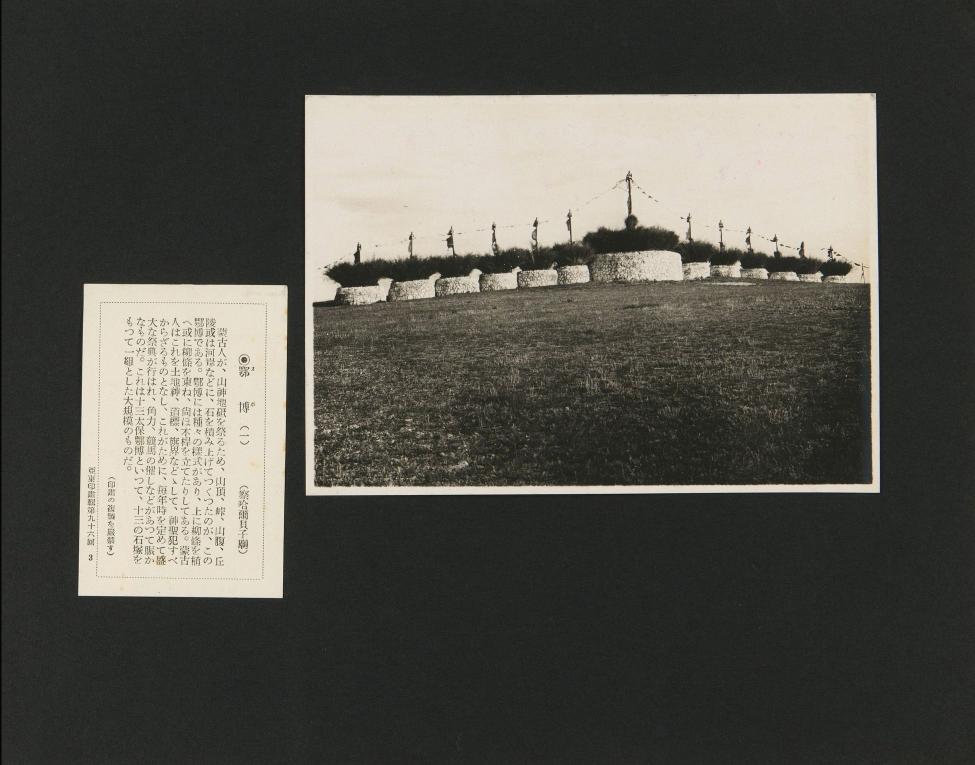 ◉鄂博(一) (察哈爾貝子廟)
蒙古人が、山神地祇を祭るため、山頂、峠、山腹、丘
陵或は河岸などに、石を積み上げてつくつたのが、この
鄂博である。鄂博には種々の樣式があり、上に柳條を植
へ或に柳條を束ね、尙ほ木桿を立てたりしてある。蒙古
人はこれを土地神、道標、旗界などゝして、神聖犯すべ
からざるものとなし、これがために、毎年時を定めて盛
大な祭典が行はれ、角力、競馬の催しなどがあつて賑か
なものだ。これは十三太保鄂博といつて、十三の石塚を
もつて一組とした大規模のものだ。
(印畫の複製を嚴禁す)
亞東印畫輯第九十六回 3